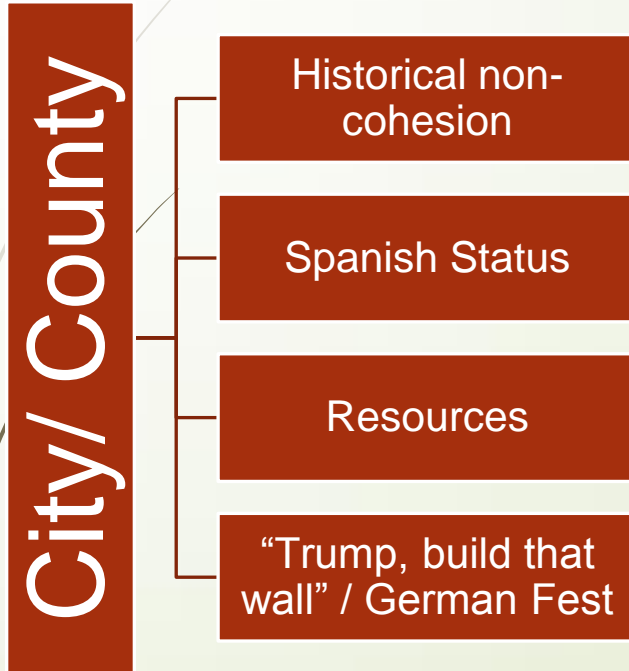 City/ County
Historical non-
cohesion
Spanish Status
Resources
“Trump, build that
wall” / German Fest